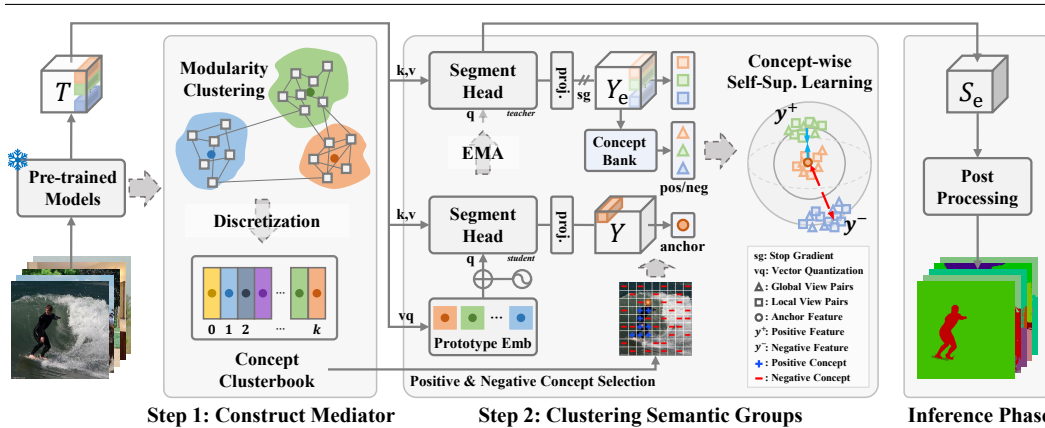 T
Pre-trained
Models
Modularity
Clustering
Discretization
0 1 2 ... k
Concept
Clusterbook
Step 1: Construct Mediator
k,v
Segment
Head
teacher
q
proj.
sg
Yₑ
Concept
Bank
EMA
pos/neg
k,v
Segment
Head
student
q
proj.
Y
anchor
vq
...
Prototype Emb
Positive & Negative Concept Selection
Concept-wise
Self-Sup. Learning
y⁺
y⁻
sg: Stop Gradient
vq: Vector Quantization
: Global View Pairs
: Local View Pairs
: Anchor Feature
y⁺: Positive Feature
y⁻: Negative Feature
: Positive Concept
: Negative Concept
Step 2: Clustering Semantic Groups
Sₑ
Post
Processing
Inference Phase